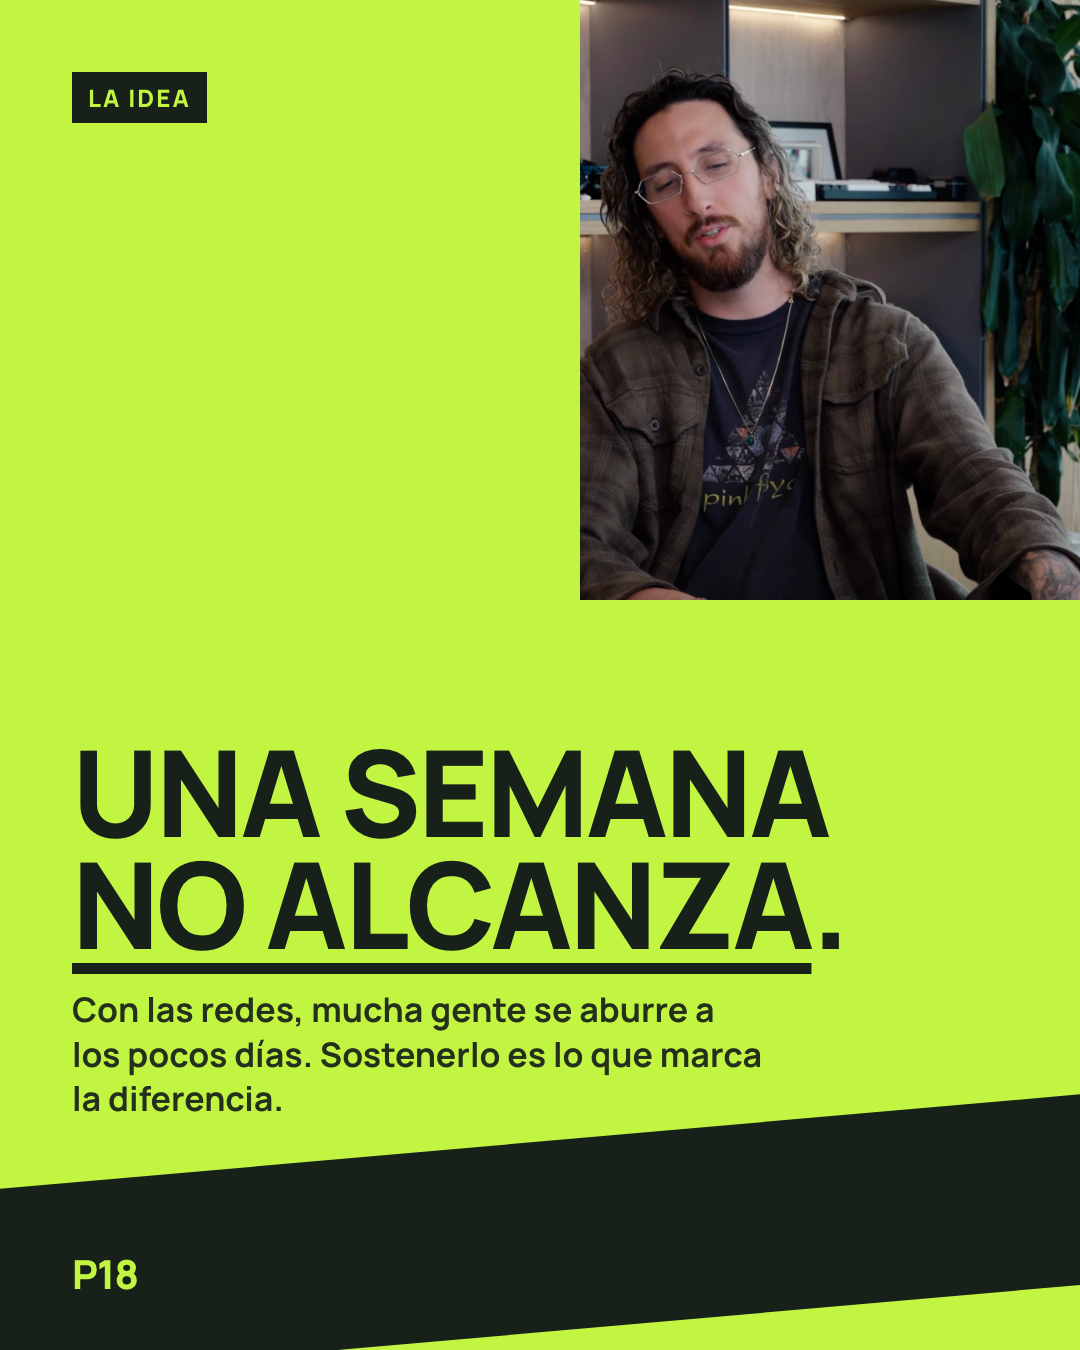 LA IDEA
pink
UNA SEMANA
NO ALCANZA.
Con las redes, mucha gente se aburre a
los pocos días. Sostenerlo es lo que marca
la diferencia.
P18